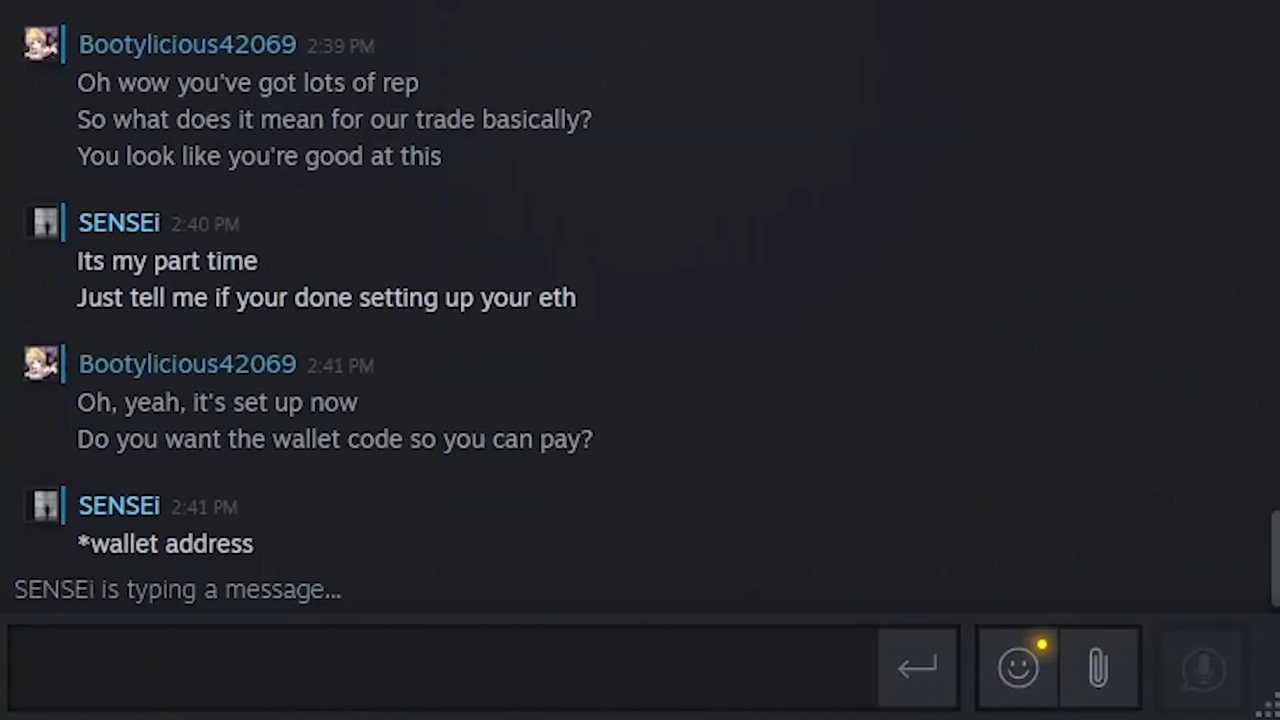 Bootylicious42069 2:39 PM
Oh wow you've got lots of rep
So what does it mean for our trade basically?
You look like you're good at this
SENSEi 2:40 PM
Its my part time
Just tell me if your done setting up your eth
Bootylicious42069 2:41 PM
Oh, yeah, it's set up now
Do you want the wallet code so you can pay?
SENSEi 2:41 PM
*wallet address
SENSEi is typing a message...